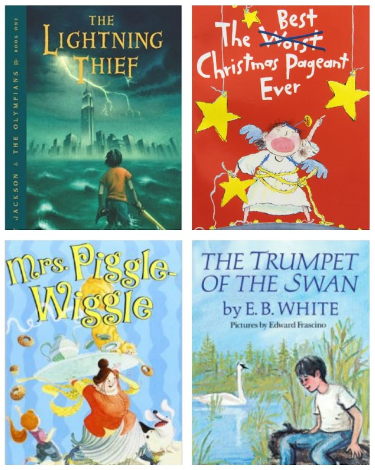 JACKSON & THE OLYMPIANS BOOK ONE
THE
LIGHTNING
THIEF
Best
The Worst
Christmas Pageant
Ever
Mrs. Piggle-
Wiggle
THE TRUMPET
OF THE SWAN
by E. B. WHITE
Pictures by Edward Frascino